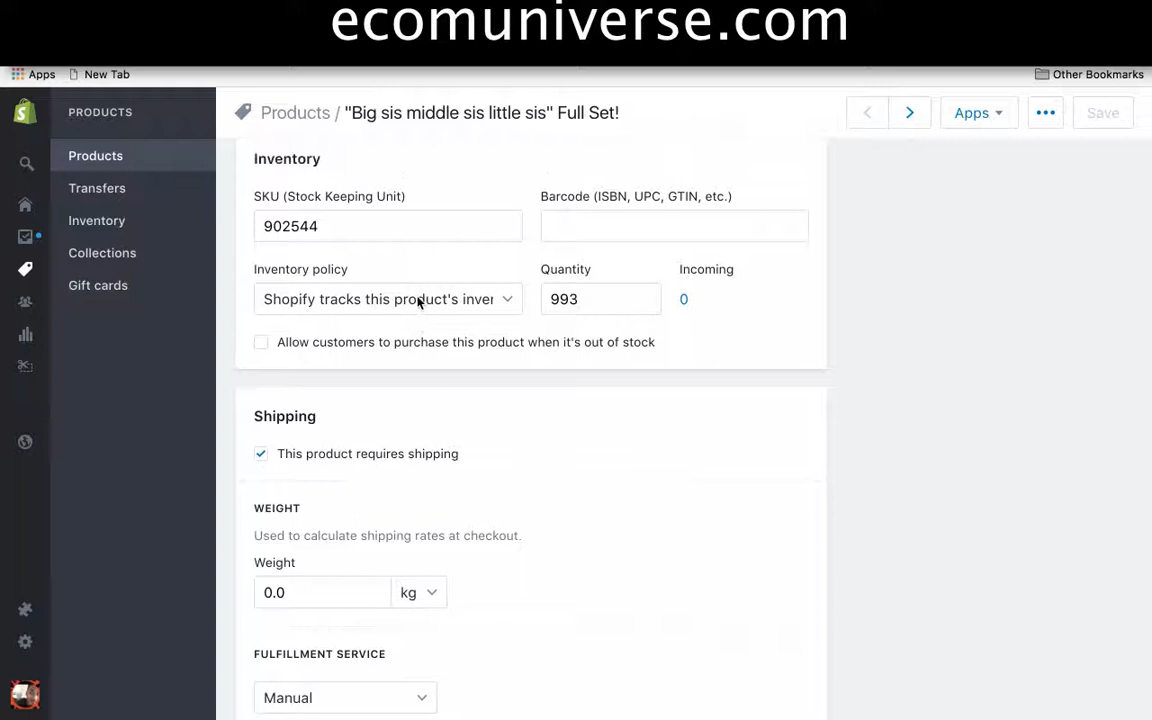 ecomuniverse.com
Apps New Tab Other Bookmarks
PRODUCTS
Products
Transfers
Inventory
Collections
Gift cards
Products / "Big sis middle sis little sis" Full Set!
Apps
Save
Inventory
SKU (Stock Keeping Unit) Barcode (ISBN, UPC, GTIN, etc.)
902544
Inventory policy Quantity Incoming
Shopify tracks this product's inver 993 0
Allow customers to purchase this product when it's out of stock
Shipping
This product requires shipping
WEIGHT
Used to calculate shipping rates at checkout.
Weight
0.0 kg
FULFILLMENT SERVICE
Manual